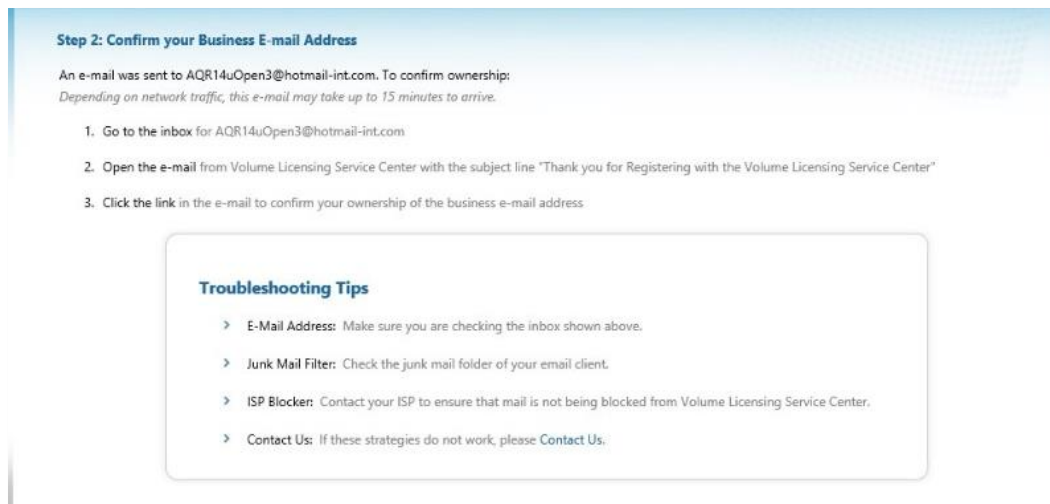 Step 2: Confirm your Business E-mail Address
An e-mail was sent to AQR14uOpen3@hotmail-int.com. To confirm ownership:
Depending on network traffic, this e-mail may take up to 15 minutes to arrive.
1. Go to the inbox for AQR14uOpen3@hotmail-int.com
2. Open the e-mail from Volume Licensing Service Center with the subject line "Thank you for Registering with the Volume Licensing Service Center"
3. Click the link in the e-mail to confirm your ownership of the business e-mail address
Troubleshooting Tips
> E-Mail Address: Make sure you are checking the inbox shown above.
> Junk Mail Filter: Check the junk mail folder of your email client.
> ISP Blocker: Contact your ISP to ensure that mail is not being blocked from Volume Licensing Service Center.
> Contact Us: If these strategies do not work, please Contact Us.